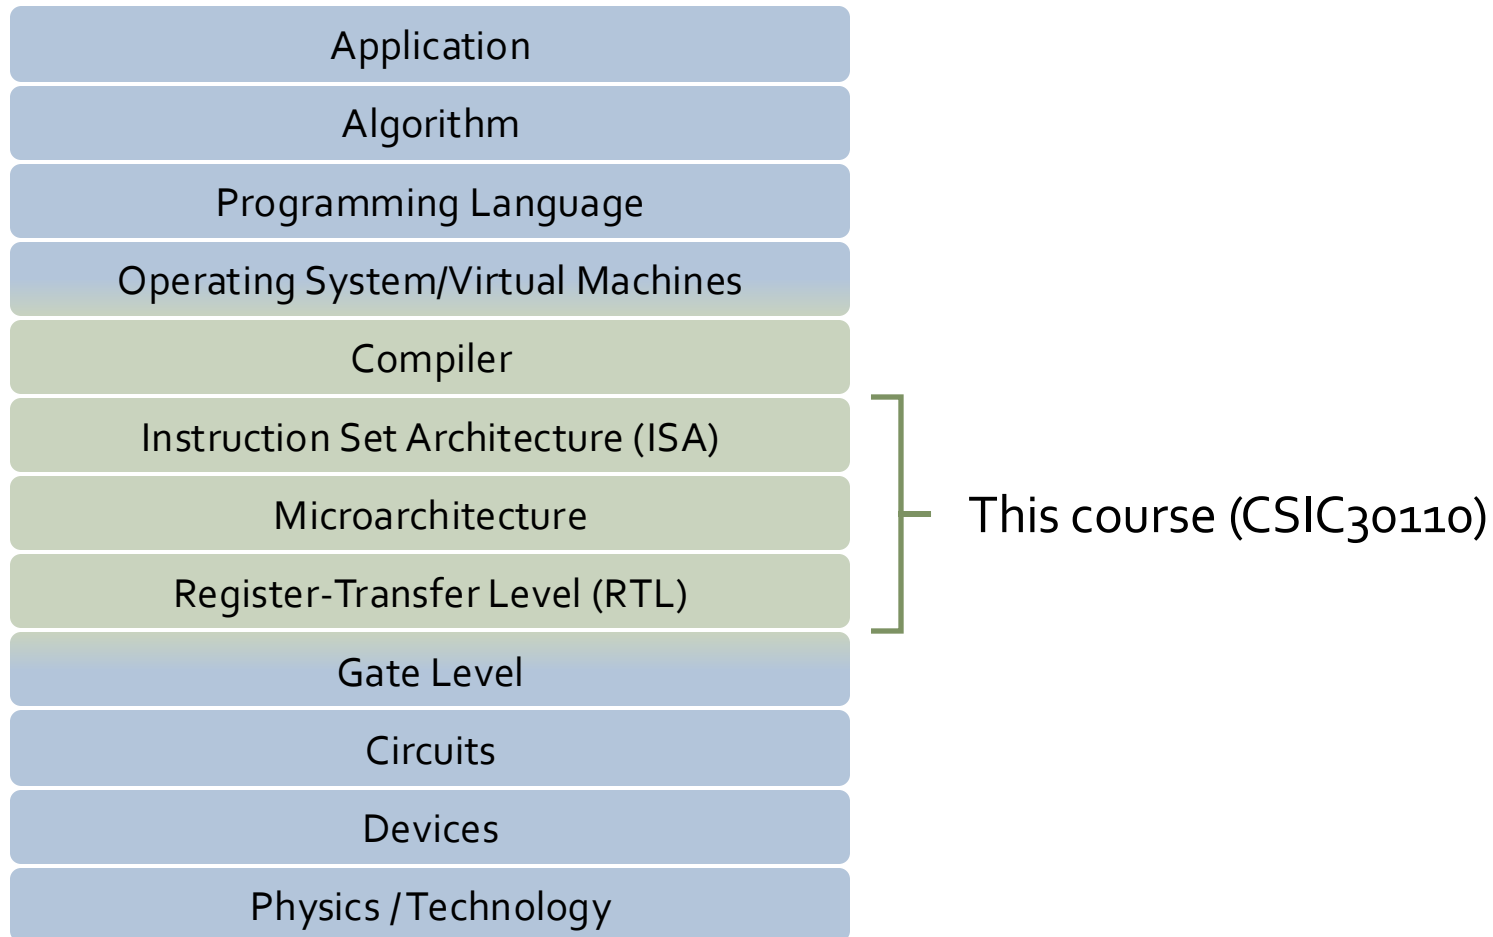 Application
Algorithm
Programming Language
Operating System/Virtual Machines
Compiler
Instruction Set Architecture (ISA)
Microarchitecture
Register-Transfer Level (RTL)
Gate Level
Circuits
Devices
Physics / Technology
This course (CSIC30110)